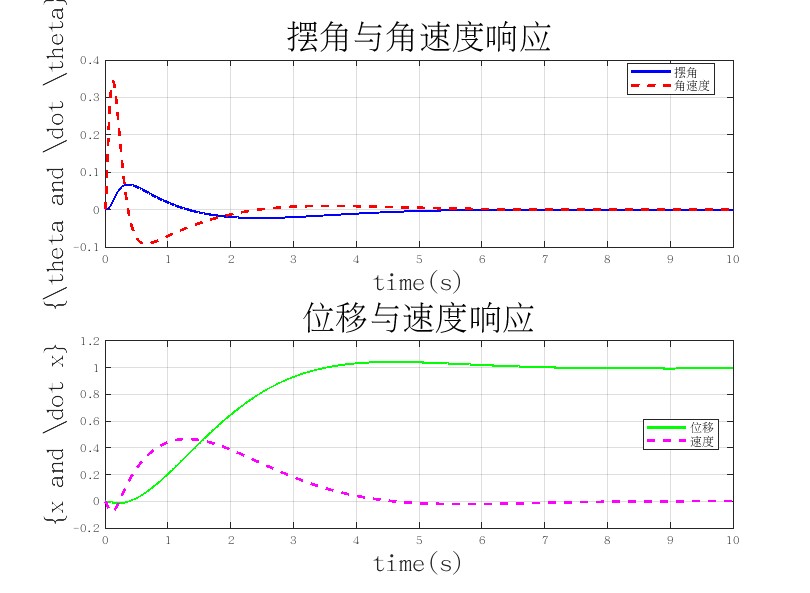 摆角与角速度响应
{\theta and \dot \theta}
0.4
0.3
0.2
0.1
0
-0.1
摆角
角速度
0 1 2 3 4 5 6 7 8 9 10
time(s)
位移与速度响应
{x and \dot x}
1.2
1
0.8
0.6
0.4
0.2
0
-0.2
位移
速度
0 1 2 3 4 5 6 7 8 9 10
time(s)